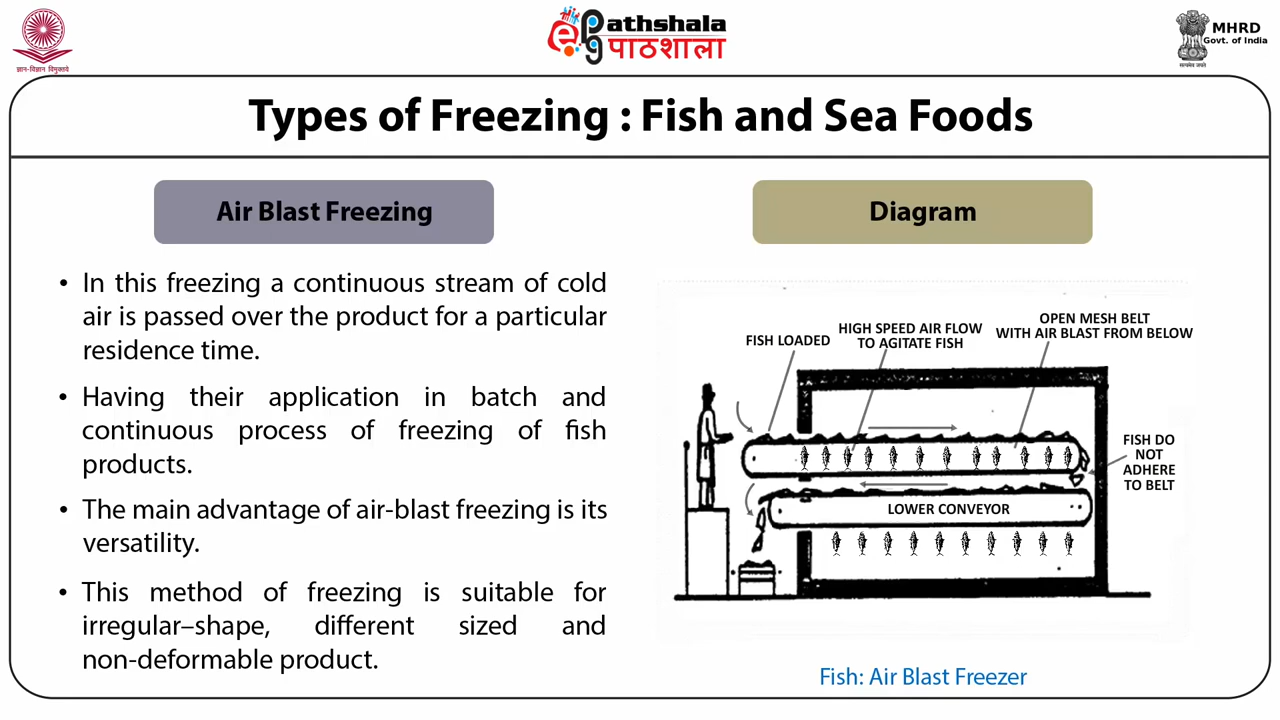 ज्ञान-विज्ञान विमुक्तये
ePG Pathshala
पाठशाला
MHRD
Govt. of India
सत्यमेव जयते
Types of Freezing : Fish and Sea Foods
Air Blast Freezing
• In this freezing a continuous stream of cold
air is passed over the product for a particular
residence time.
• Having their application in batch and
continuous process of freezing of fish
products.
• The main advantage of air-blast freezing is its
versatility.
• This method of freezing is suitable for
irregular–shape, different sized and
non-deformable product.
Diagram
FISH LOADED
HIGH SPEED AIR FLOW
TO AGITATE FISH
OPEN MESH BELT
WITH AIR BLAST FROM BELOW
FISH DO
NOT
ADHERE
TO BELT
LOWER CONVEYOR
Fish: Air Blast Freezer